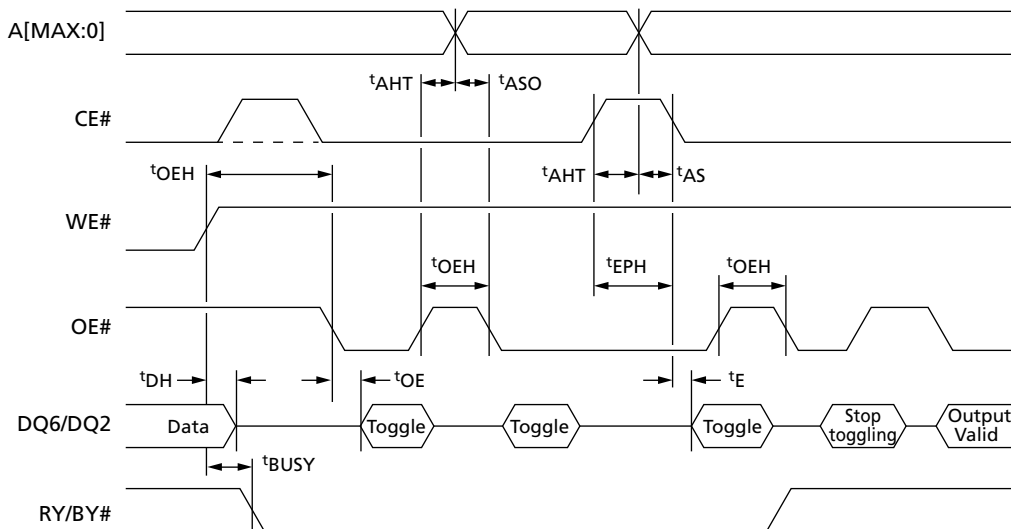 A[MAX:0]
tAHT
tASO
CE#
tOEH
tAHT
tAS
WE#
tOEH
tEPH
tOEH
OE#
tDH
tOE
tE
DQ6/DQ2
Data
Toggle
Toggle
Toggle
Stop toggling
Output Valid
tBUSY
RY/BY#